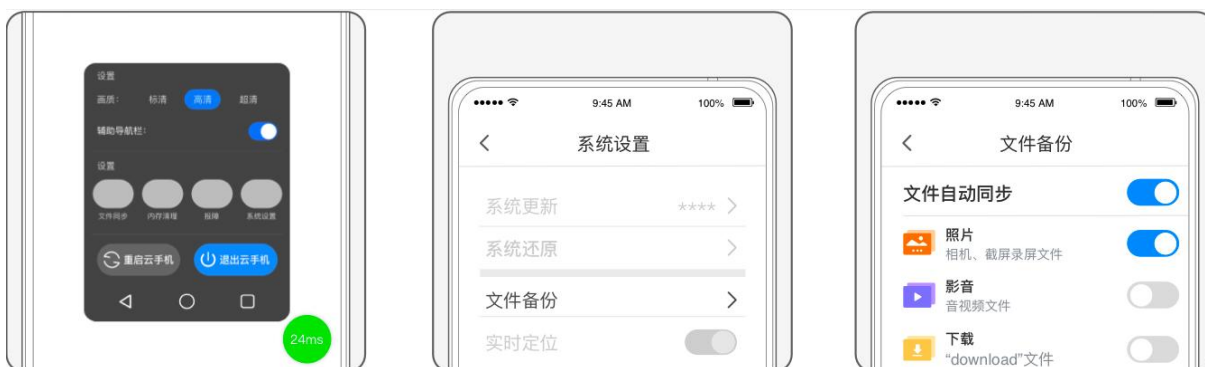 设置
画质： 标清 高清 超清
辅助导航栏：
设置
文件同步 内存清理 报障 系统设置
重启云手机 退出云手机
24ms
9:45 AM 100%
系统设置
系统更新 ****
系统还原
文件备份
实时定位
9:45 AM 100%
文件备份
文件自动同步
照片
相机、截屏录屏文件
影音
音视频文件
下载
“download”文件